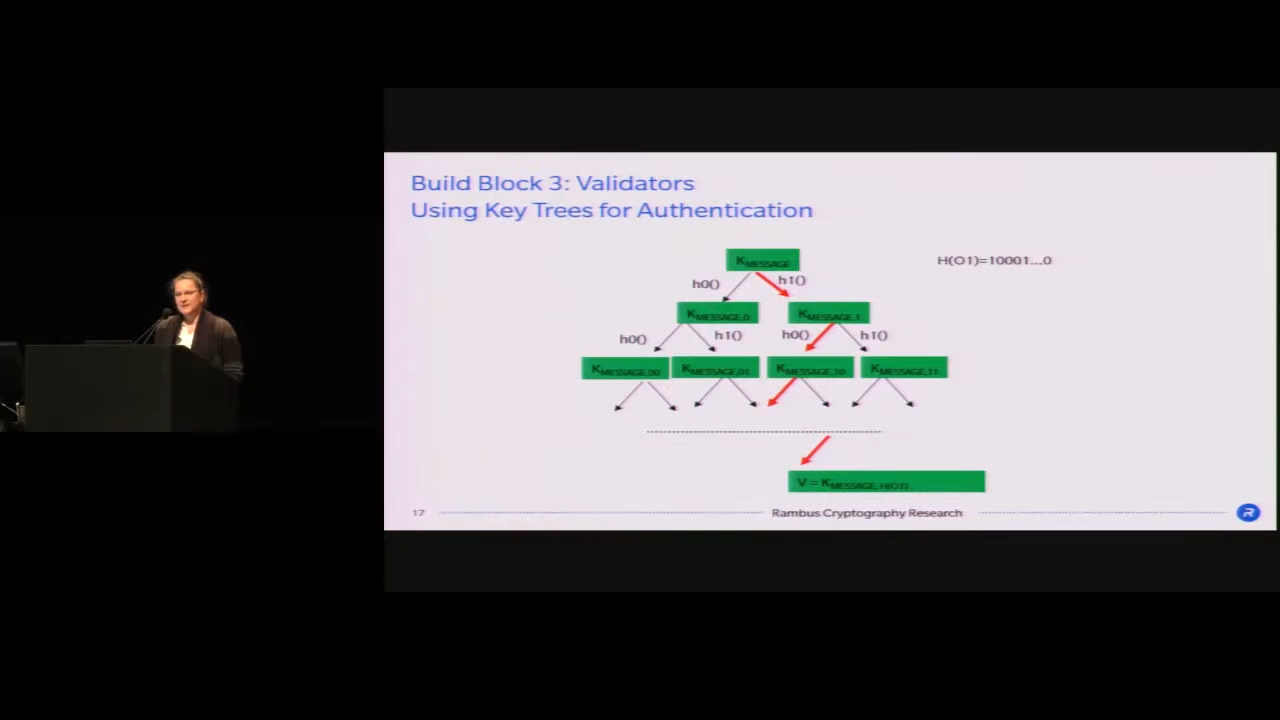 Build Block 3: Validators
Using Key Trees for Authentication
K MESSAGE
H(O1)=10001...0
h0()
h1()
K MESSAGE,0
K MESSAGE,1
h0()
h1()
h0()
h1()
K MESSAGE,00
K MESSAGE,01
K MESSAGE,10
K MESSAGE,11
V = K MESSAGE, H(O1)
17
Rambus Cryptography Research
R